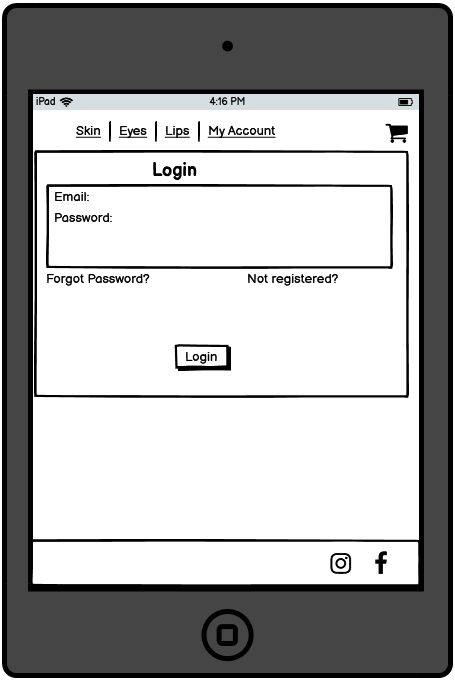 iPad 4:16 PM
Skin Eyes Lips My Account
Login
Email:
Password:
Forgot Password? Not registered?
Login